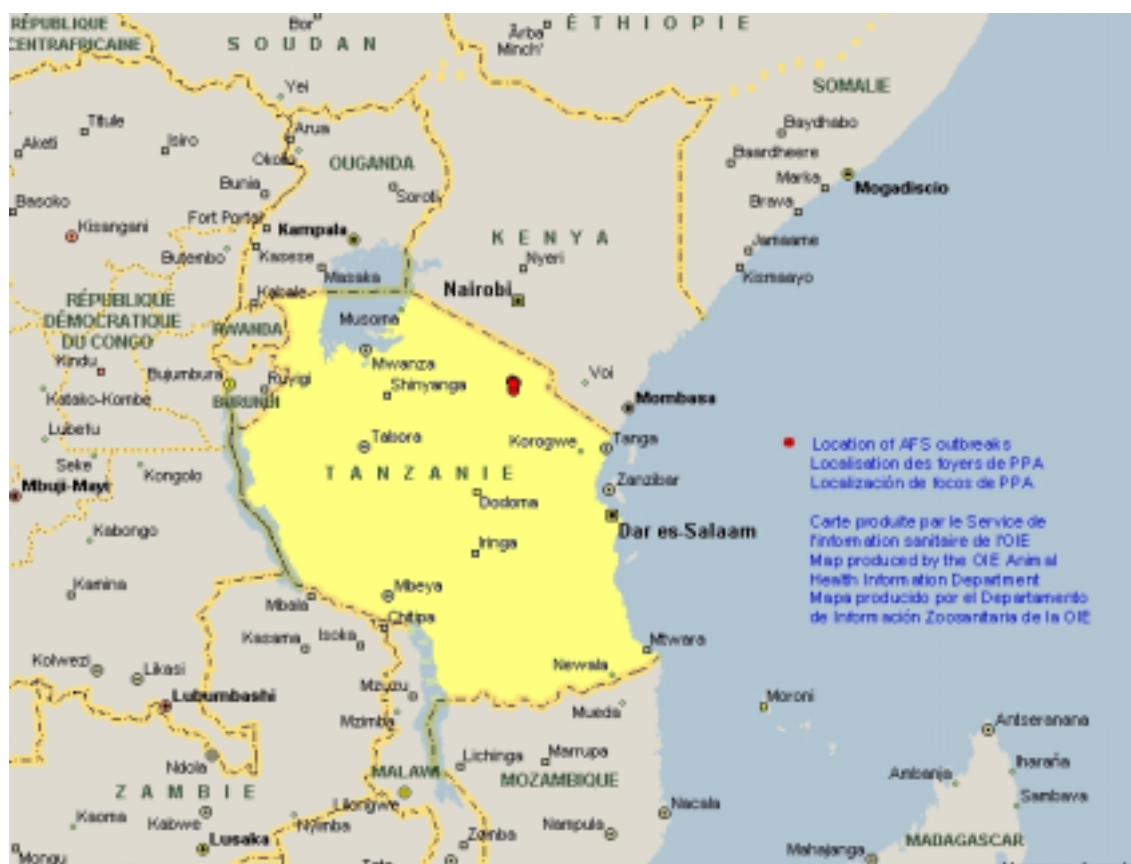 RÉPUBLIQUE
CENTRAFRICAINE
Bor
SOUDAN
Ãrba
Minch'
ÉTHIOPIE
Yei
SOMALIE
Titule
Aketi
Isiro
Arua
Baydhabo
OUGANDA
Baardheere
Bunia
Soroti
Marka
Mogadiscio
Basoko
Brava
Fort Portal
Kisangani
Kampala
KENYA
Butembo
Kasese
Nyeri
Jamaame
Masaka
Kismaayo
Kabale
Nairobi
RÉPUBLIQUE
DÉMOCRATIQUE
DU CONGO
RWANDA
Musoma
Kindu
Mwanza
Bujumbura
Ruyigi
Shinyanga
Voi
Katako-Kombe
BURUNDI
Mombasa
Lubefu
Tabora
Korogwe
Tanga
Location of AFS outbreaks
Localisation des foyers de PPA
Localización de focos de PPA
Seke
Kongolo
TANZANIE
Zanzibar
Mbuji-Mayi
Dodoma
Dar es-Salaam
Carte produite par le Service de
l'information sanitaire de l'OIE
Map produced by the OIE Animal
Health Information Department
Mapa producido por el Departamento
de Información Zoosanitaria de la OIE
Kabongo
Iringa
Kamina
Mbeya
Mbala
Chitipa
Kasama
Isoka
Mtwara
Kolwezi
Likasi
Newala
Lubumbashi
Mzuzu
Moroni
Mzimba
Mueda
Antseranana
Ndola
Lichinga
Marrupa
MALAWI
MOZAMBIQUE
Ambanja
Iharaña
ZAMBIE
Lilongwe
Sambava
Kaoma
Kabwe
Nyimba
Nacala
Lusaka
Zomba
Nampula
MADAGASCAR
Mongu
Mahajanga